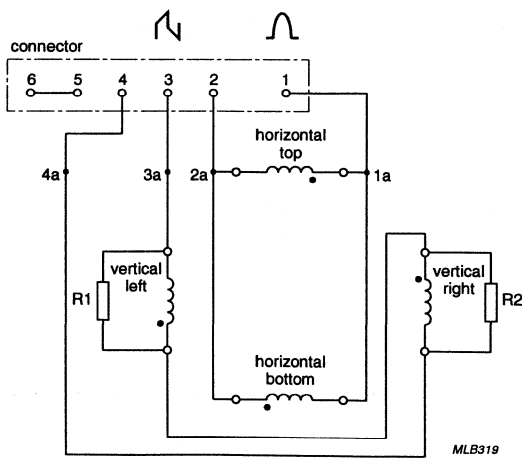 connector
6 5 4 3 2 1
horizontal
top
4a 3a 2a 1a
vertical
left
R1
vertical
right
R2
horizontal
bottom
MLB319